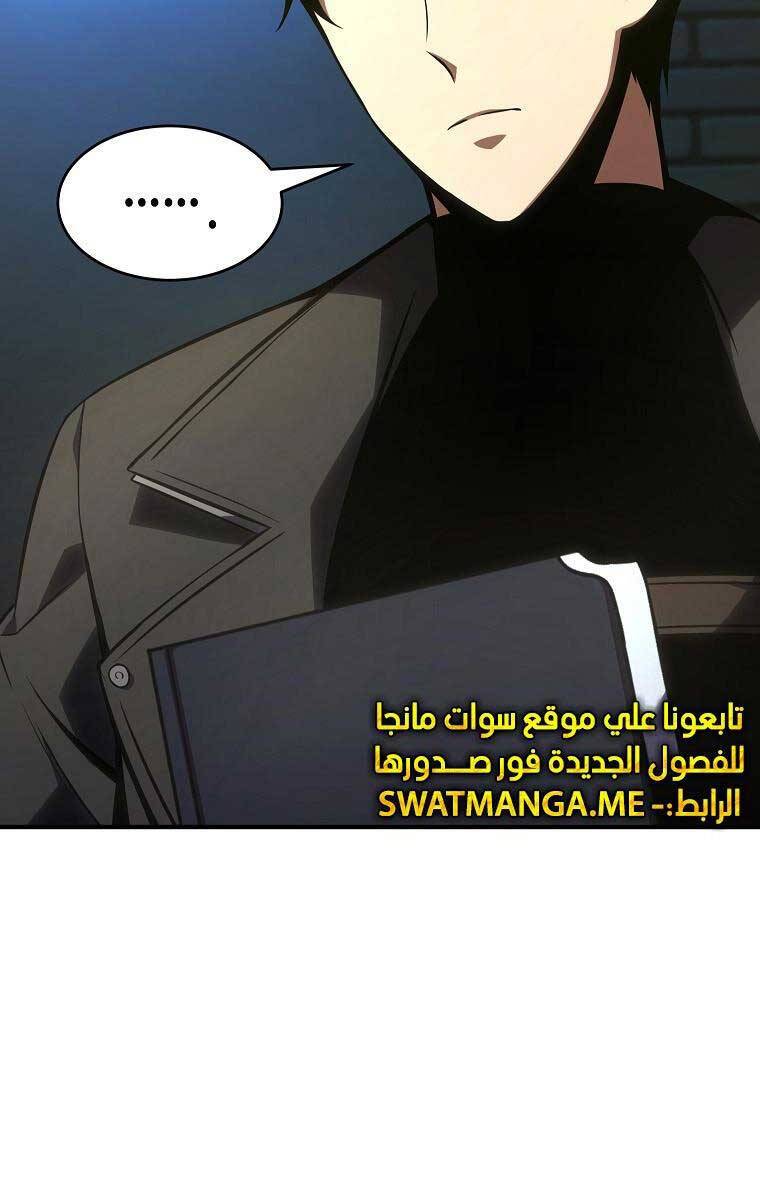 .......
تابعونا علي موقع سوات مانجا
للفصول الجديدة فور صـــدورها
الرابط:- SWATMANGA.ME